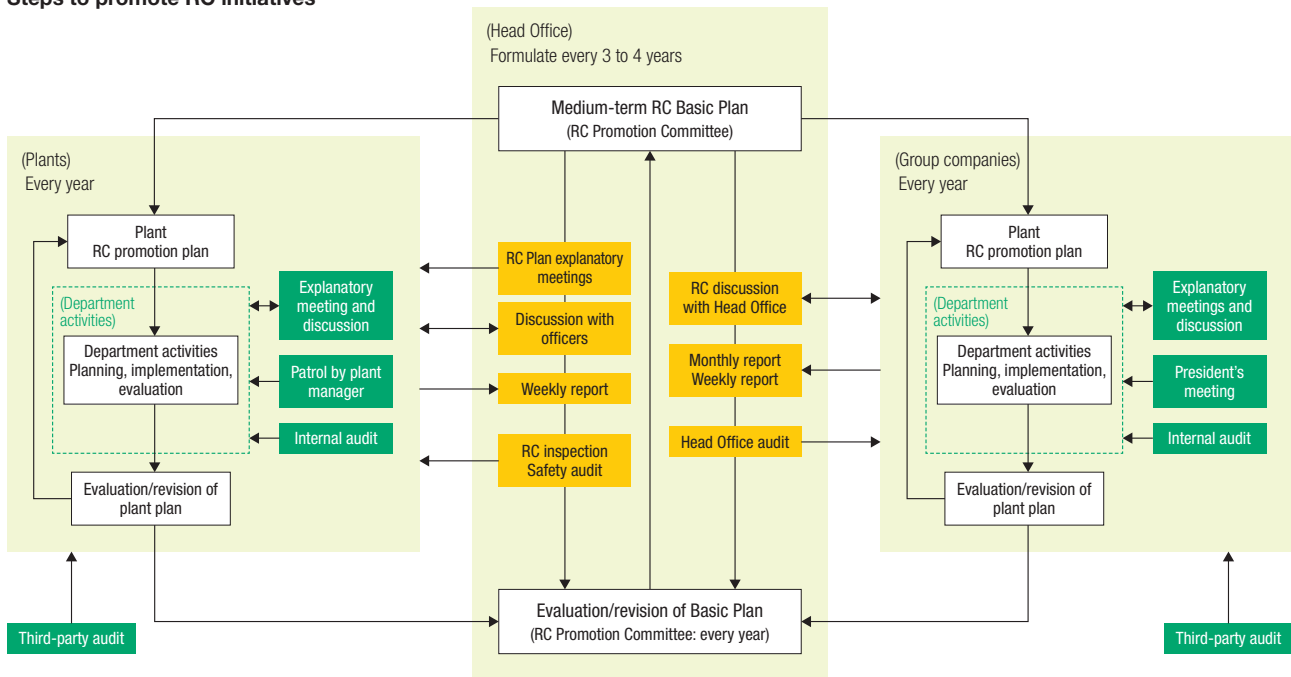 Steps to promote RC initiatives
(Head Office)
Formulate every 3 to 4 years
Medium-term RC Basic Plan
(RC Promotion Committee)
(Plants)
Every year
Plant
RC promotion plan
(Department
activities)
Explanatory
meeting and
discussion
Department activities
Planning, implementation,
evaluation
Patrol by plant
manager
Internal audit
Evaluation/revision of
plant plan
Third-party audit
RC Plan explanatory
meetings
Discussion with
officers
Weekly report
RC inspection
Safety audit
RC discussion
with Head Office
Monthly report
Weekly report
Head Office audit
Evaluation/revision of Basic Plan
(RC Promotion Committee: every year)
(Group companies)
Every year
Plant
RC promotion plan
(Department
activities)
Explanatory
meetings and
discussion
Department activities
Planning, implementation,
evaluation
President's
meeting
Internal audit
Evaluation/revision of
plant plan
Third-party audit